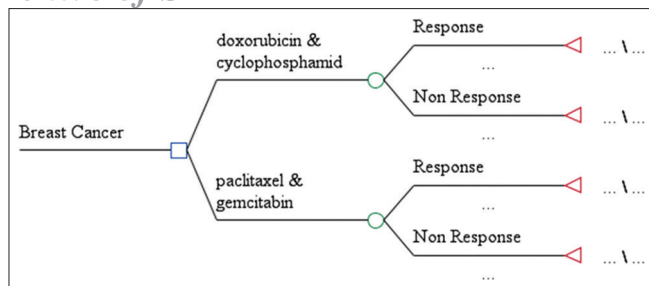 Breast Cancer
doxorubicin &
cyclophosphamid
Response
...
... \ ...
Non Response
...
... \ ...
paclitaxel &
gemcitabin
Response
...
... \ ...
Non Response
...
... \ ...